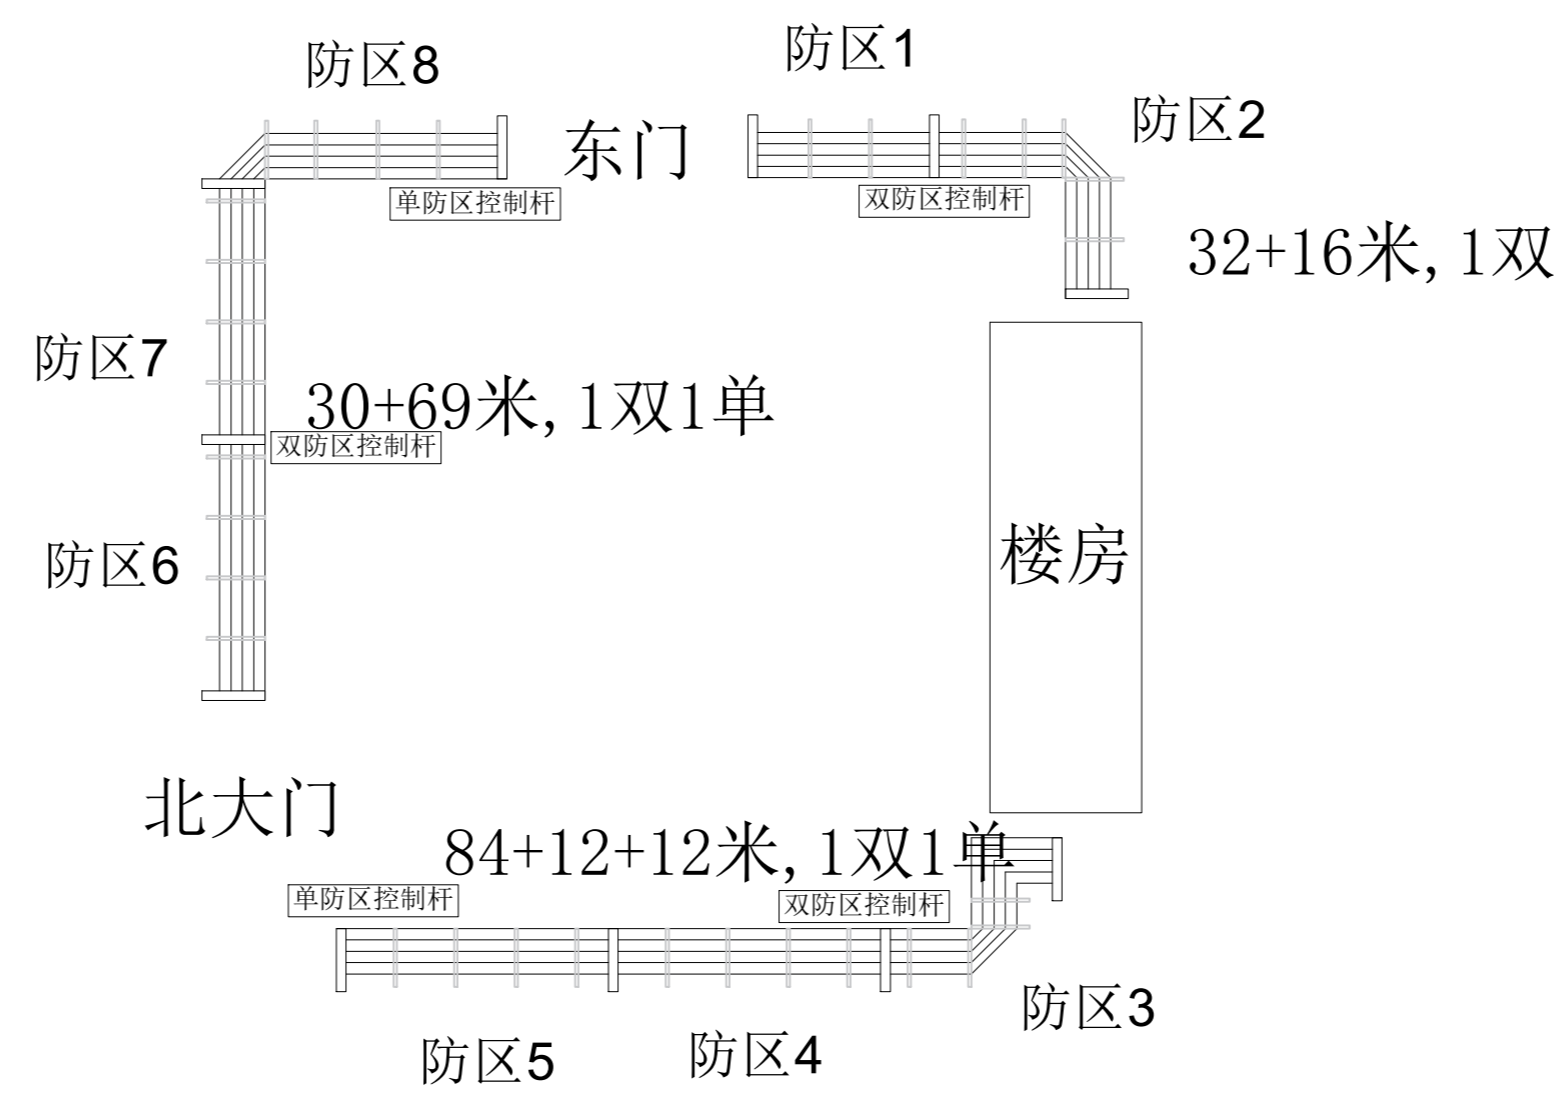 防区1
防区8
防区2
东门
单防区控制杆
双防区控制杆
32+16米,1双
防区7
30+69米,1双1单
双防区控制杆
防区6
楼房
北大门
84+12+12米,1双1单
单防区控制杆
双防区控制杆
防区3
防区5
防区4